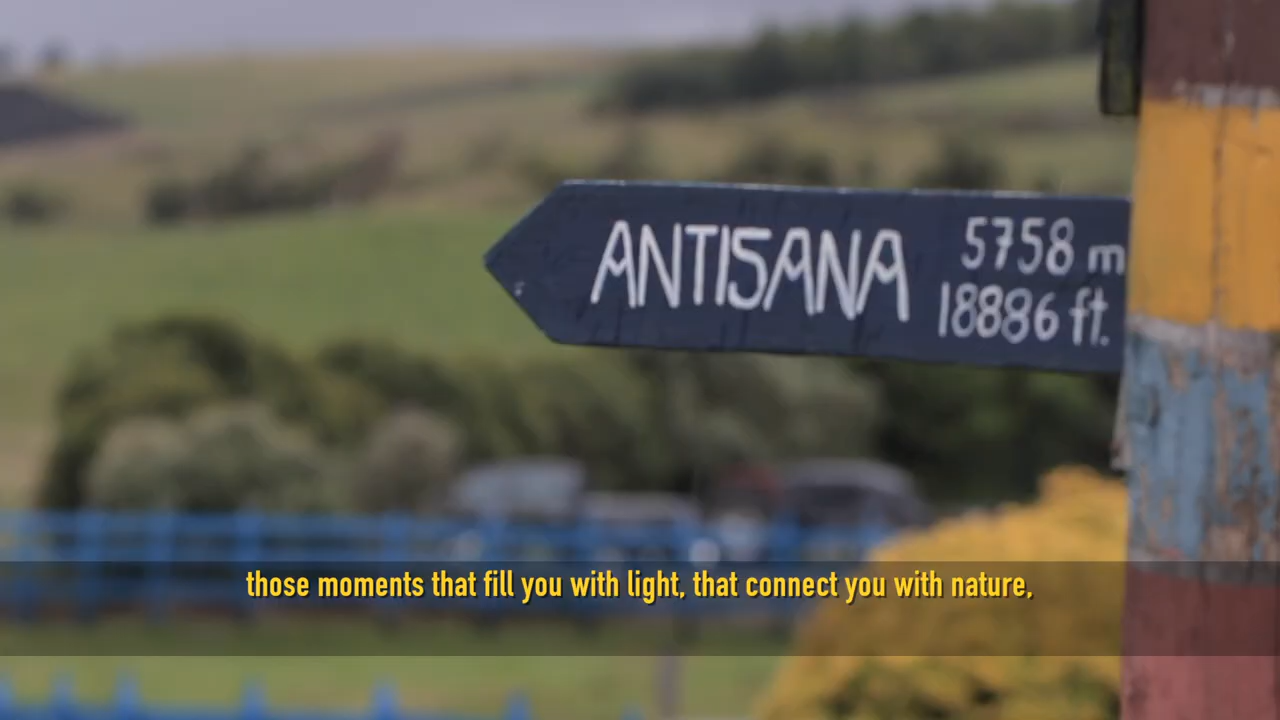 ANTISANA
5758 m
18886 ft.
those moments that fill you with light, that connect you with nature,